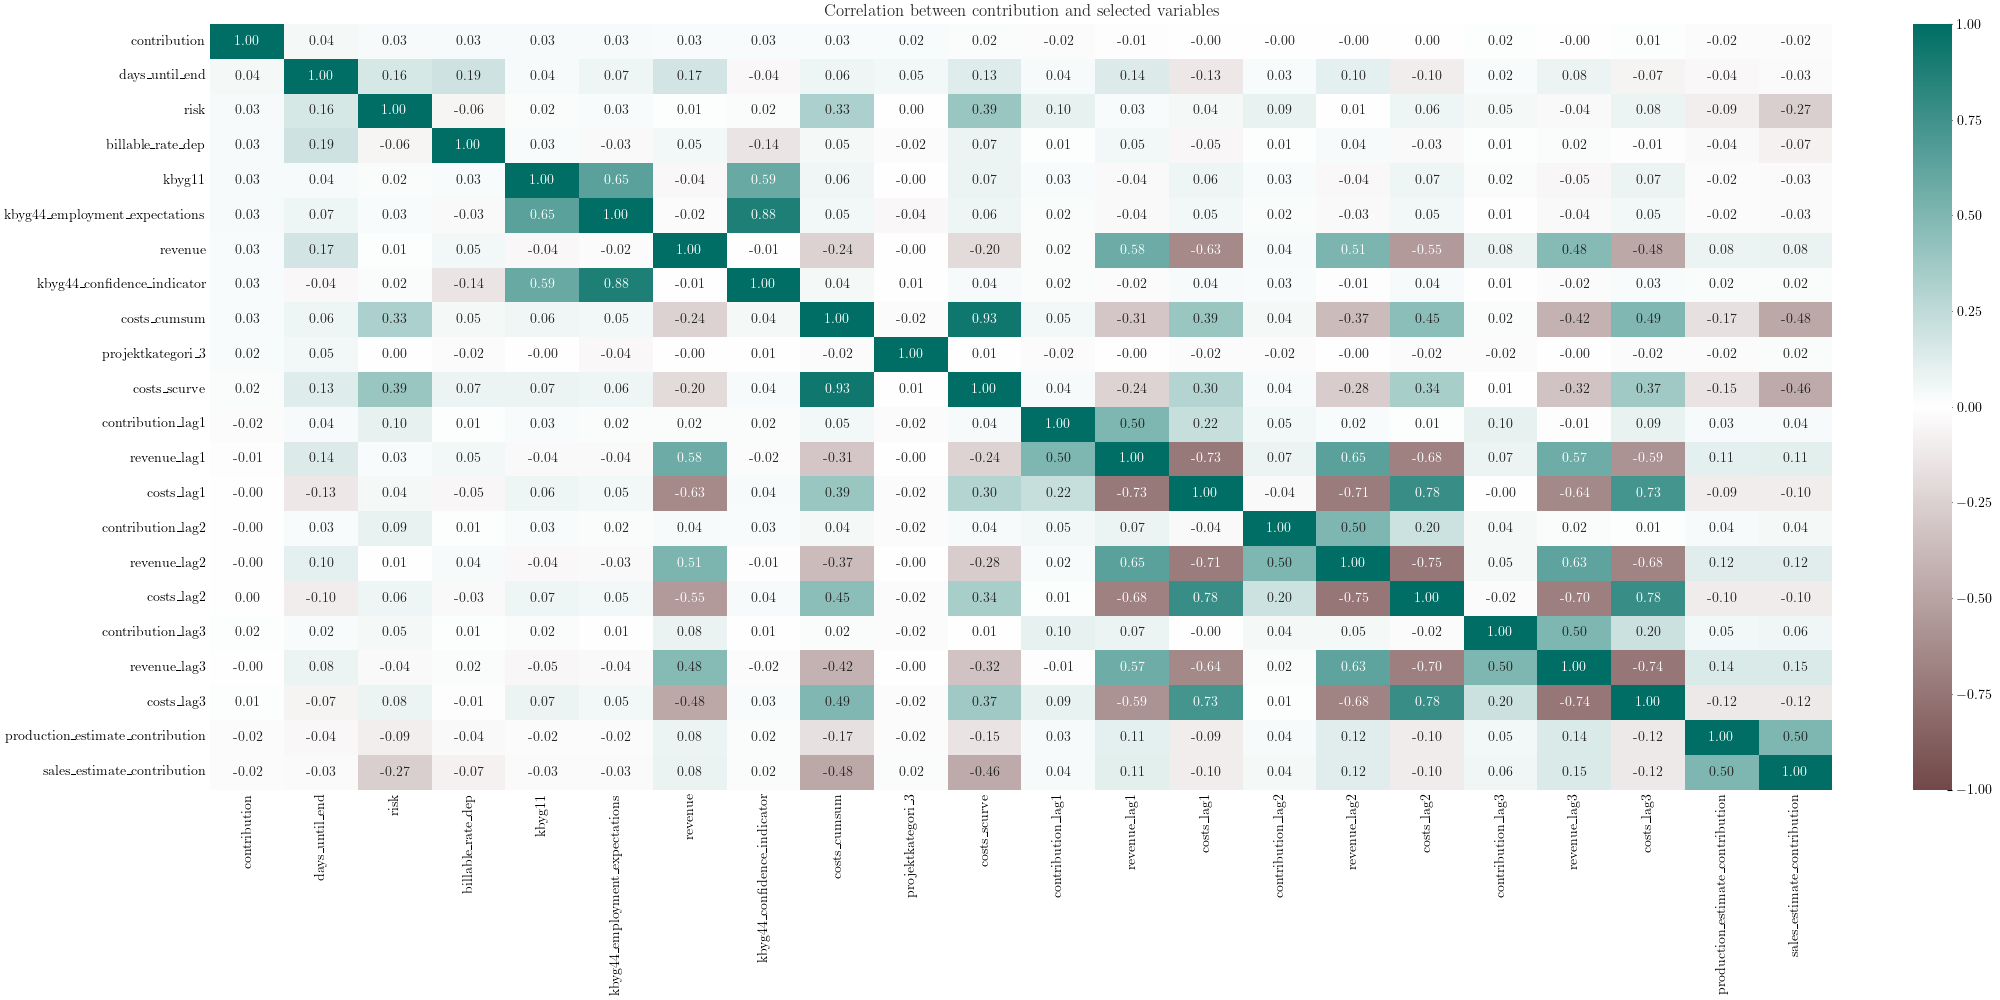 Correlation between contribution and selected variables
contribution 1.00 0.04 0.03 0.03 0.03 0.03 0.03 0.03 0.03 0.02 0.02 -0.02 -0.01 -0.00 -0.00 -0.00 0.00 0.02 -0.00 0.01 -0.02 -0.02
days_until_end 0.04 1.00 0.16 0.19 0.04 0.07 0.17 -0.04 0.06 0.05 0.13 0.04 0.14 -0.13 0.03 0.10 -0.10 0.02 0.08 -0.07 -0.04 -0.03
risk 0.03 0.16 1.00 -0.06 0.02 0.03 0.01 0.02 0.33 0.00 0.39 0.10 0.03 0.04 0.09 0.01 0.06 0.05 -0.04 0.08 -0.09 -0.27
billable_rate_dep 0.03 0.19 -0.06 1.00 0.03 -0.03 0.05 -0.14 0.05 -0.02 0.07 0.01 0.05 -0.05 0.01 0.04 -0.03 0.01 0.02 -0.01 -0.04 -0.07
kbyg11 0.03 0.04 0.02 0.03 1.00 0.65 -0.04 0.59 0.06 -0.00 0.07 0.03 -0.04 0.06 0.03 -0.04 0.07 0.02 -0.05 0.07 -0.02 -0.03
kbyg44_employment_expectations 0.03 0.07 0.03 -0.03 0.65 1.00 -0.02 0.88 0.05 -0.04 0.06 0.02 -0.04 0.05 0.02 -0.03 0.05 0.01 -0.04 0.05 -0.02 -0.03
revenue 0.03 0.17 0.01 0.05 -0.04 -0.02 1.00 -0.01 -0.24 -0.00 -0.20 0.02 0.58 -0.63 0.04 0.51 -0.55 0.08 0.48 -0.48 0.08 0.08
kbyg44_confidence_indicator 0.03 -0.04 0.02 -0.14 0.59 0.88 -0.01 1.00 0.04 0.01 0.04 0.02 -0.02 0.04 0.03 -0.01 0.04 0.01 -0.02 0.03 0.02 0.02
costs_cumsum 0.03 0.06 0.33 0.05 0.06 0.05 -0.24 0.04 1.00 -0.02 0.93 0.05 -0.31 0.39 0.04 -0.37 0.45 0.02 -0.42 0.49 -0.17 -0.48
projektkategori_3 0.02 0.05 0.00 -0.02 -0.00 -0.04 -0.00 0.01 -0.02 1.00 0.01 -0.02 -0.00 -0.02 -0.02 -0.00 -0.02 -0.02 -0.00 -0.02 -0.02 0.02
costs_scurve 0.02 0.13 0.39 0.07 0.07 0.06 -0.20 0.04 0.93 0.01 1.00 0.04 -0.24 0.30 0.04 -0.28 0.34 0.01 -0.32 0.37 -0.15 -0.46
contribution_lag1 -0.02 0.04 0.10 0.01 0.03 0.02 0.02 0.02 0.05 -0.02 0.04 1.00 0.50 0.22 0.05 0.02 0.01 0.10 -0.01 0.09 0.03 0.04
revenue_lag1 -0.01 0.14 0.03 0.05 -0.04 -0.04 0.58 -0.02 -0.31 -0.00 -0.24 0.50 1.00 -0.73 0.07 0.65 -0.68 0.07 0.57 -0.59 0.11 0.11
costs_lag1 -0.00 -0.13 0.04 -0.05 0.06 0.05 -0.63 0.04 0.39 -0.02 0.30 0.22 -0.73 1.00 -0.04 -0.71 0.78 -0.00 -0.64 0.73 -0.09 -0.10
contribution_lag2 -0.00 0.03 0.09 0.01 0.03 0.02 0.04 0.03 0.04 -0.02 0.04 0.05 0.07 -0.04 1.00 0.50 0.20 0.04 0.02 0.01 0.04 0.04
revenue_lag2 -0.00 0.10 0.01 0.04 -0.04 -0.03 0.51 -0.01 -0.37 -0.00 -0.28 0.02 0.65 -0.71 0.50 1.00 -0.75 0.05 0.63 -0.68 0.12 0.12
costs_lag2 0.00 -0.10 0.06 -0.03 0.07 0.05 -0.55 0.04 0.45 -0.02 0.34 0.01 -0.68 0.78 0.20 -0.75 1.00 -0.02 -0.70 0.78 -0.10 -0.10
contribution_lag3 0.02 0.02 0.05 0.01 0.02 0.01 0.08 0.01 0.02 -0.02 0.01 0.10 0.07 -0.00 0.04 0.05 -0.02 1.00 0.50 0.20 0.05 0.06
revenue_lag3 -0.00 0.08 -0.04 0.02 -0.05 -0.04 0.48 -0.02 -0.42 -0.00 -0.32 -0.01 0.57 -0.64 0.02 0.63 -0.70 0.50 1.00 -0.74 0.14 0.15
costs_lag3 0.01 -0.07 0.08 -0.01 0.07 0.05 -0.48 0.03 0.49 -0.02 0.37 0.09 -0.59 0.73 0.01 -0.68 0.78 0.20 -0.74 1.00 -0.12 -0.12
production_estimate_contribution -0.02 -0.04 -0.09 -0.04 -0.02 -0.02 0.08 0.02 -0.17 -0.02 -0.15 0.03 0.11 -0.09 0.04 0.12 -0.10 0.05 0.14 -0.12 1.00 0.50
sales_estimate_contribution -0.02 -0.03 -0.27 -0.07 -0.03 -0.03 0.08 0.02 -0.48 0.02 -0.46 0.04 0.11 -0.10 0.04 0.12 -0.10 0.06 0.15 -0.12 0.50 1.00
contribution
days_until_end
risk
billable_rate_dep
kbyg11
kbyg44_employment_expectations
revenue
kbyg44_confidence_indicator
costs_cumsum
projektkategori_3
costs_scurve
contribution_lag1
revenue_lag1
costs_lag1
contribution_lag2
revenue_lag2
costs_lag2
contribution_lag3
revenue_lag3
costs_lag3
production_estimate_contribution
sales_estimate_contribution
1.00
0.75
0.50
0.25
0.00
−0.25
−0.50
−0.75
−1.00